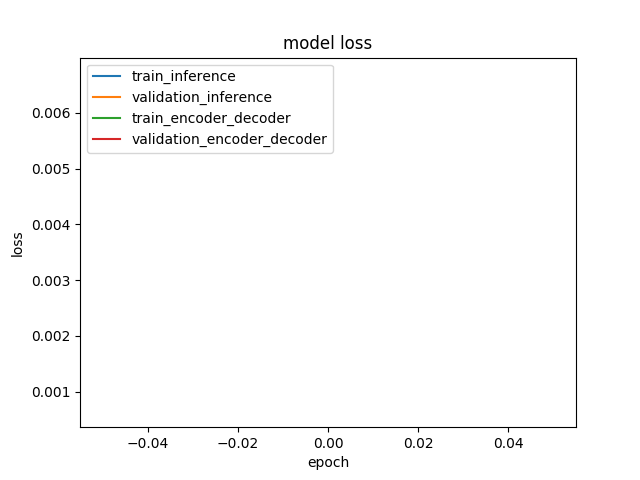 model loss
train_inference
validation_inference
train_encoder_decoder
validation_encoder_decoder
0.006
0.005
0.004
0.003
0.002
0.001
loss
−0.04 −0.02 0.00 0.02 0.04
epoch